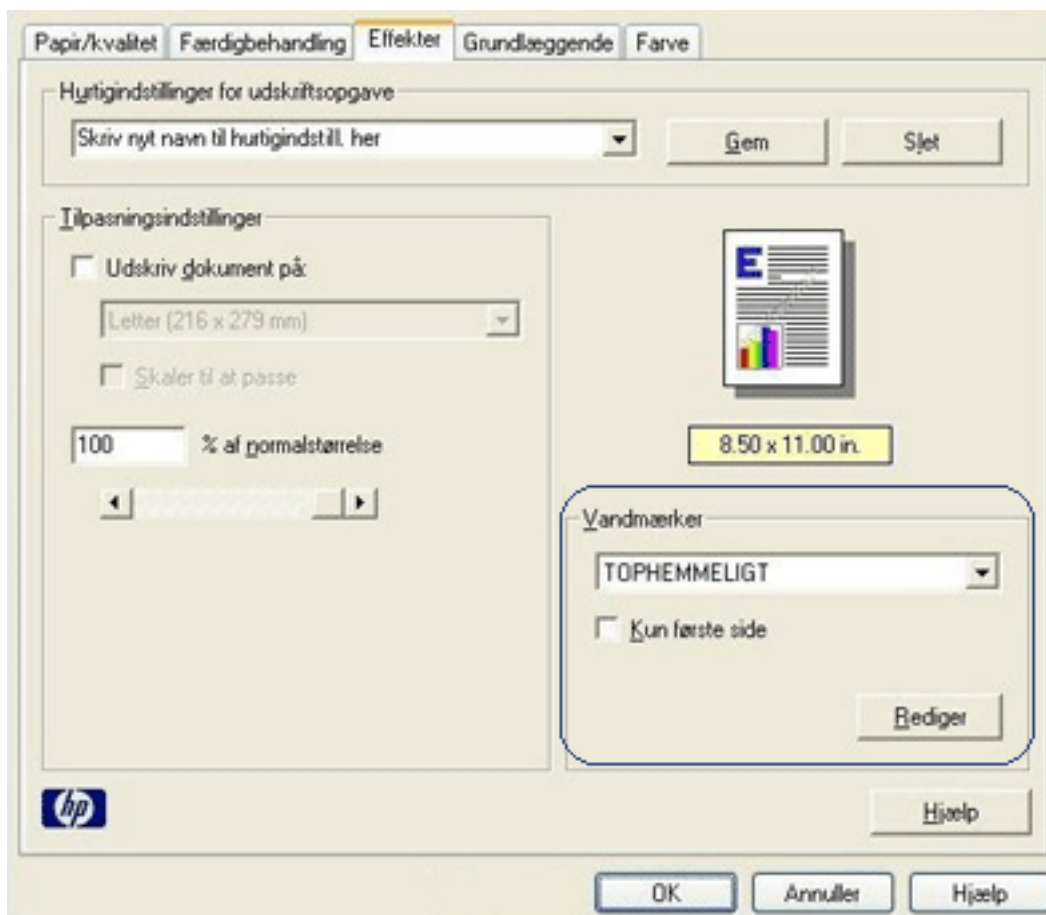 Papir/kvalitet Færdigbehandling Effekter Grundlæggende Farve
Hurtigindstillinger for udskriftsopgave
Skriv nyt navn til hurtigindstill. her Gem Slet
Tilpasningsindstillinger
Udskriv dokument på:
Letter (216 x 279 mm)
Skaler til at passe
100 % af normalstørrelse
E
8.50 x 11.00 in.
Vandmærker
TOPHEMMELIGT
Kun første side
Rediger
hp
Hjælp
OK Annuller Hjælp